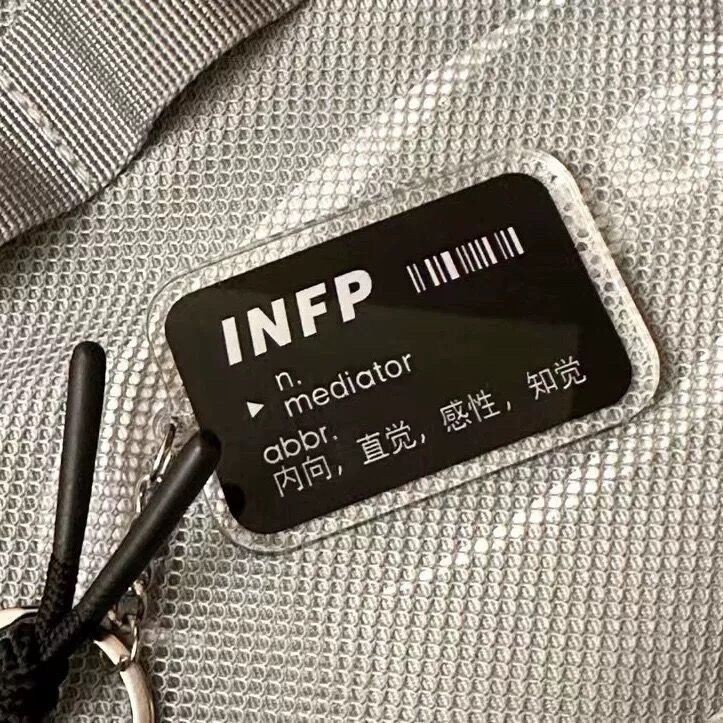 INFP
n.
▶ mediator
abbr.
内向，直觉，感性，知觉